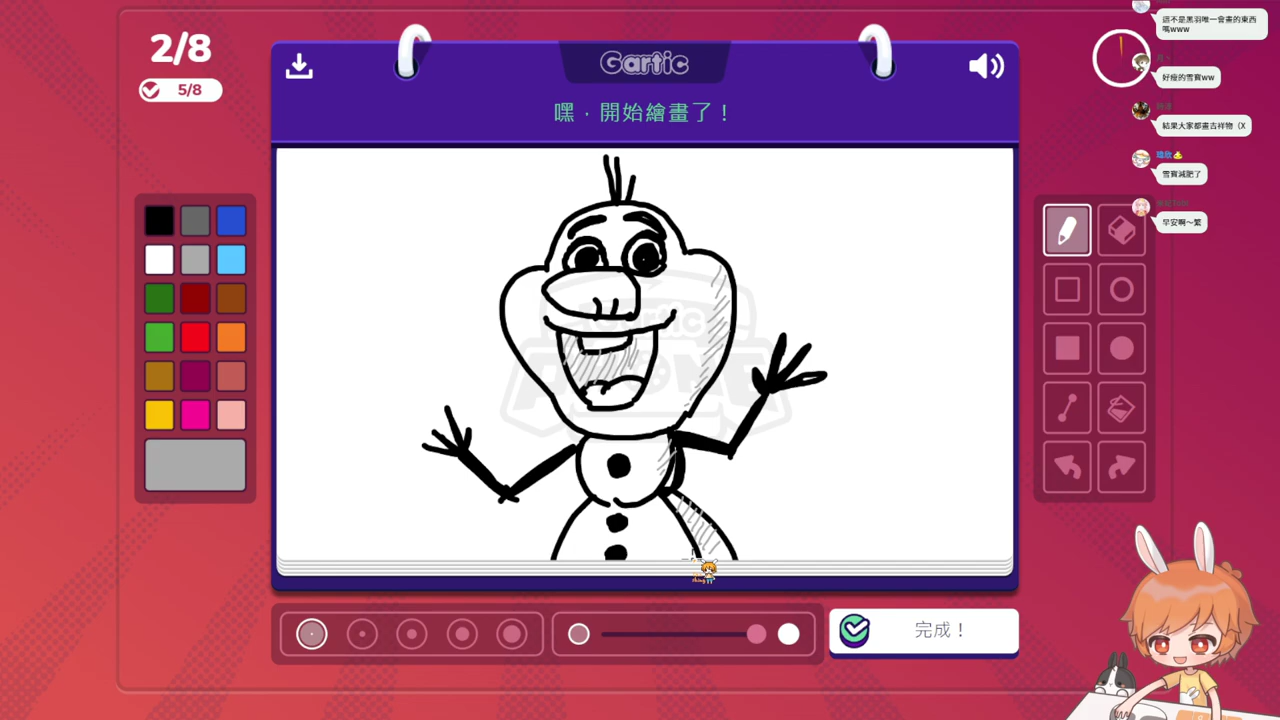 2/8
5/8
Gartic
嘿，開始繪畫了！
完成！
這不是黑羽唯一會畫的東西
嗎www
好瘦的雪寶ww
結果大家都畫吉祥物（X
雪寶減肥了
早安啊～繁